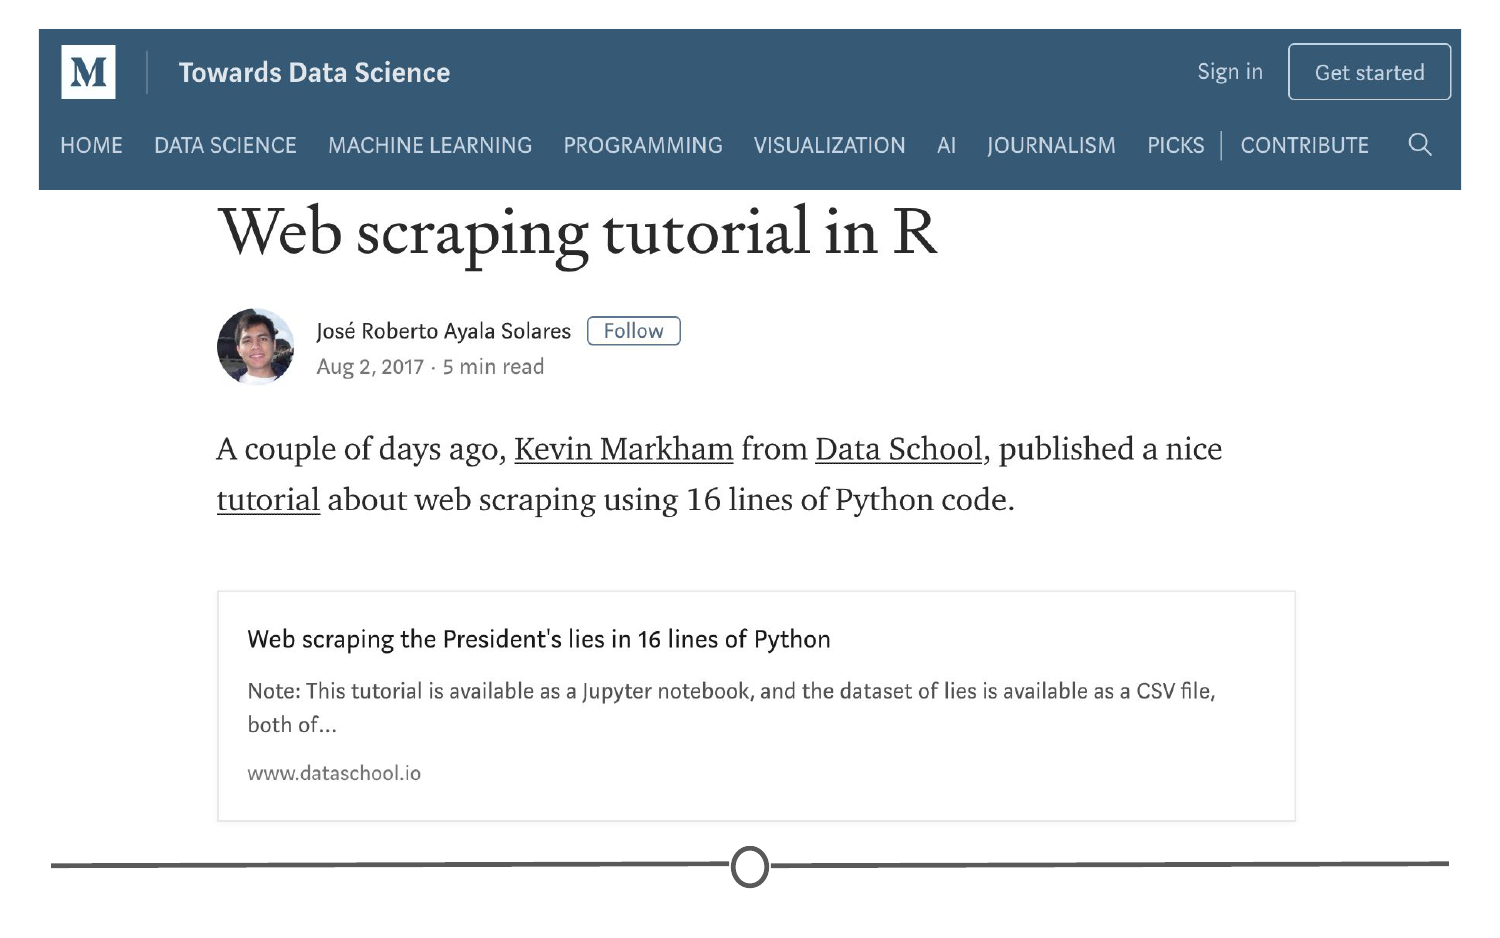 M Towards Data Science Sign in Get started
HOME DATA SCIENCE MACHINE LEARNING PROGRAMMING VISUALIZATION AI JOURNALISM PICKS CONTRIBUTE
Web scraping tutorial in R
José Roberto Ayala Solares Follow
Aug 2, 2017 · 5 min read
A couple of days ago, Kevin Markham from Data School, published a nice
tutorial about web scraping using 16 lines of Python code.
Web scraping the President's lies in 16 lines of Python
Note: This tutorial is available as a Jupyter notebook, and the dataset of lies is available as a CSV file,
both of...
www.dataschool.io